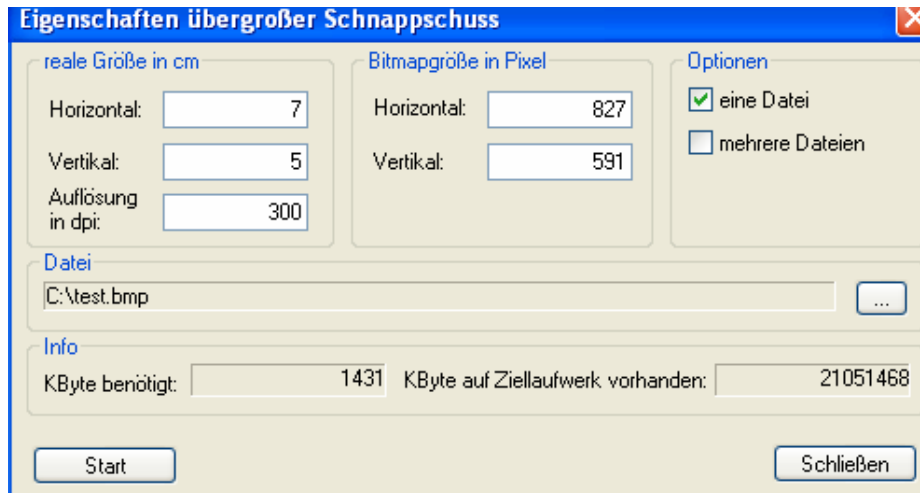 Eigenschaften übergroßer Schnappschuss
reale Größe in cm
Horizontal: 7
Vertikal: 5
Auflösung
in dpi: 300
Bitmapgröße in Pixel
Horizontal: 827
Vertikal: 591
Optionen
eine Datei
mehrere Dateien
Datei
C:\test.bmp
...
Info
KByte benötigt: 1431 KByte auf Ziellaufwerk vorhanden: 21051468
Start Schließen